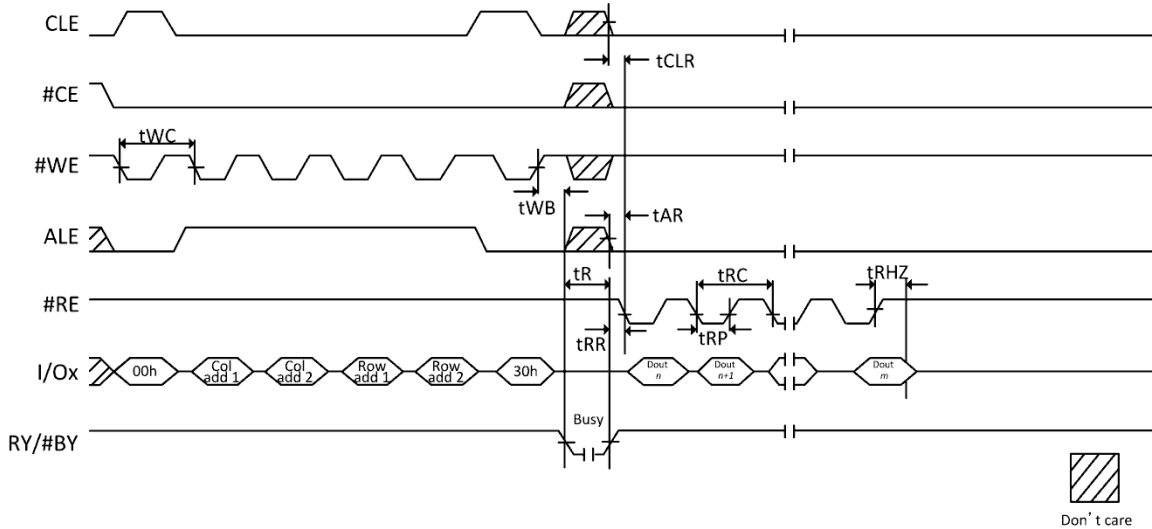 CLE
tCLR
#CE
tWC
#WE
tWB
tAR
ALE
tR
tRC
tRHZ
#RE
tRR
tRP
I/Ox
00h
Col
add 1
Col
add 2
Row
add 1
Row
add 2
30h
Dout
n
Dout
n+1
Dout
m
Busy
RY/#BY
Don't care